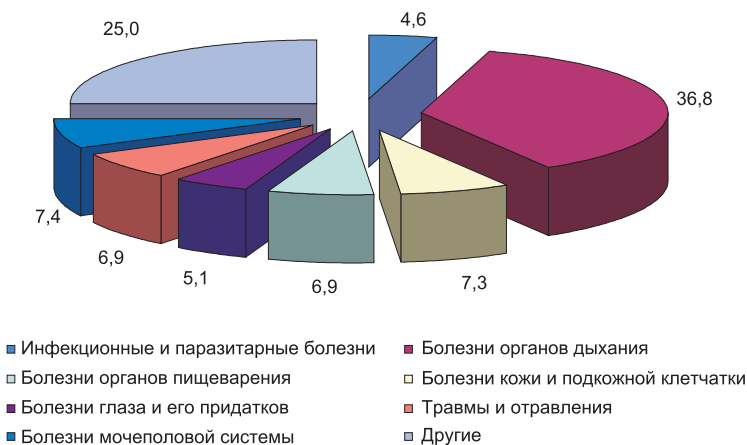 25,0
4,6
36,8
7,4
6,9
5,1
6,9
7,3
Инфекционные и паразитарные болезни
Болезни органов дыхания
Болезни органов пищеварения
Болезни кожи и подкожной клетчатки
Болезни глаза и его придатков
Травмы и отравления
Болезни мочеполовой системы
Другие